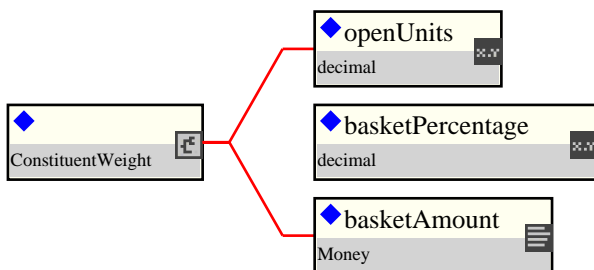 openUnits
decimal
ConstituentWeight
basketPercentage
decimal
basketAmount
Money